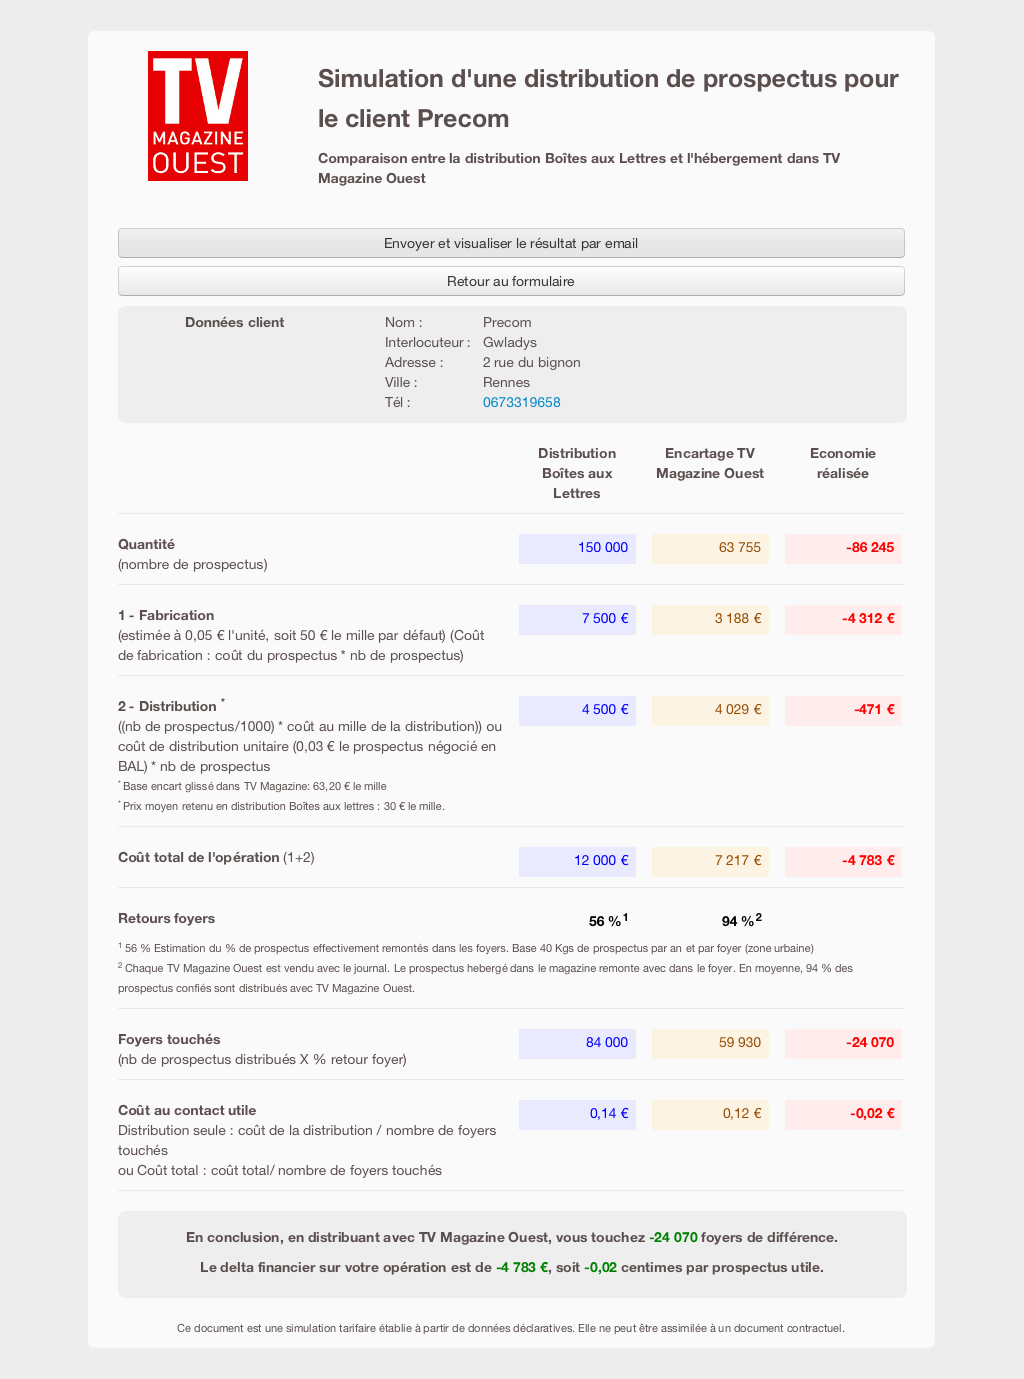 TV
MAGAZINE
OUEST
Simulation d'une distribution de prospectus pour
le client Precom
Comparaison entre la distribution Boîtes aux Lettres et l'hébergement dans TV
Magazine Ouest
Envoyer et visualiser le résultat par email
Retour au formulaire
Données client
Nom : Precom
Interlocuteur : Gwladys
Adresse : 2 rue du bignon
Ville : Rennes
Tél : 0673319658
Distribution Encartage TV Economie
Boîtes aux Magazine Ouest réalisée
Lettres
Quantité 150 000 63 755 -86 245
(nombre de prospectus)
1 - Fabrication 7 500 € 3 188 € -4 312 €
(estimée à 0,05 € l'unité, soit 50 € le mille par défaut) (Coût
de fabrication : coût du prospectus * nb de prospectus)
2 - Distribution * 4 500 € 4 029 € -471 €
((nb de prospectus/1000) * coût au mille de la distribution)) ou
coût de distribution unitaire (0,03 € le prospectus négocié en
BAL) * nb de prospectus
* Base encart glissé dans TV Magazine: 63,20 € le mille
* Prix moyen retenu en distribution Boîtes aux lettres : 30 € le mille.
Coût total de l'opération (1+2) 12 000 € 7 217 € -4 783 €
Retours foyers 56 %1 94 %2
1 56 % Estimation du % de prospectus effectivement remontés dans les foyers. Base 40 Kgs de prospectus par an et par foyer (zone urbaine)
2 Chaque TV Magazine Ouest est vendu avec le journal. Le prospectus hebergé dans le magazine remonte avec dans le foyer. En moyenne, 94 % des
prospectus confiés sont distribués avec TV Magazine Ouest.
Foyers touchés 84 000 59 930 -24 070
(nb de prospectus distribués X % retour foyer)
Coût au contact utile 0,14 € 0,12 € -0,02 €
Distribution seule : coût de la distribution / nombre de foyers
touchés
ou Coût total : coût total/ nombre de foyers touchés
En conclusion, en distribuant avec TV Magazine Ouest, vous touchez -24 070 foyers de différence.
Le delta financier sur votre opération est de -4 783 €, soit -0,02 centimes par prospectus utile.
Ce document est une simulation tarifaire établie à partir de données déclaratives. Elle ne peut être assimilée à un document contractuel.